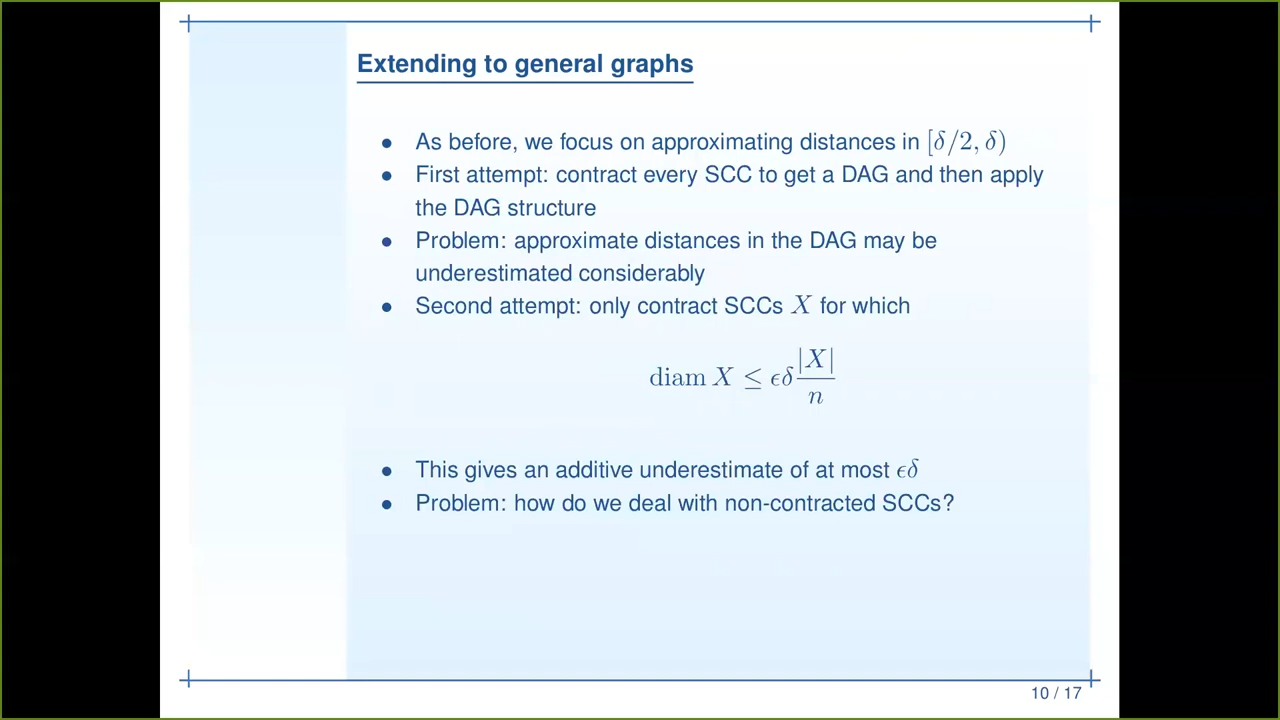 Extending to general graphs
● As before, we focus on approximating distances in [δ/2, δ)
● First attempt: contract every SCC to get a DAG and then apply
the DAG structure
● Problem: approximate distances in the DAG may be
underestimated considerably
● Second attempt: only contract SCCs X for which
diam X ≤ ϵδ |X| / n
● This gives an additive underestimate of at most ϵδ
● Problem: how do we deal with non-contracted SCCs?
10 / 17